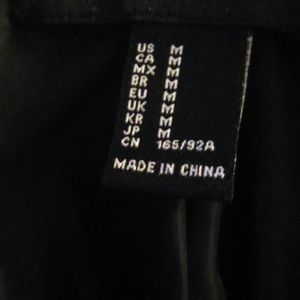 US M
CA M
MX M
BR M
EU M
UK M
KR M
JP M
CN 165/92A
MADE IN CHINA